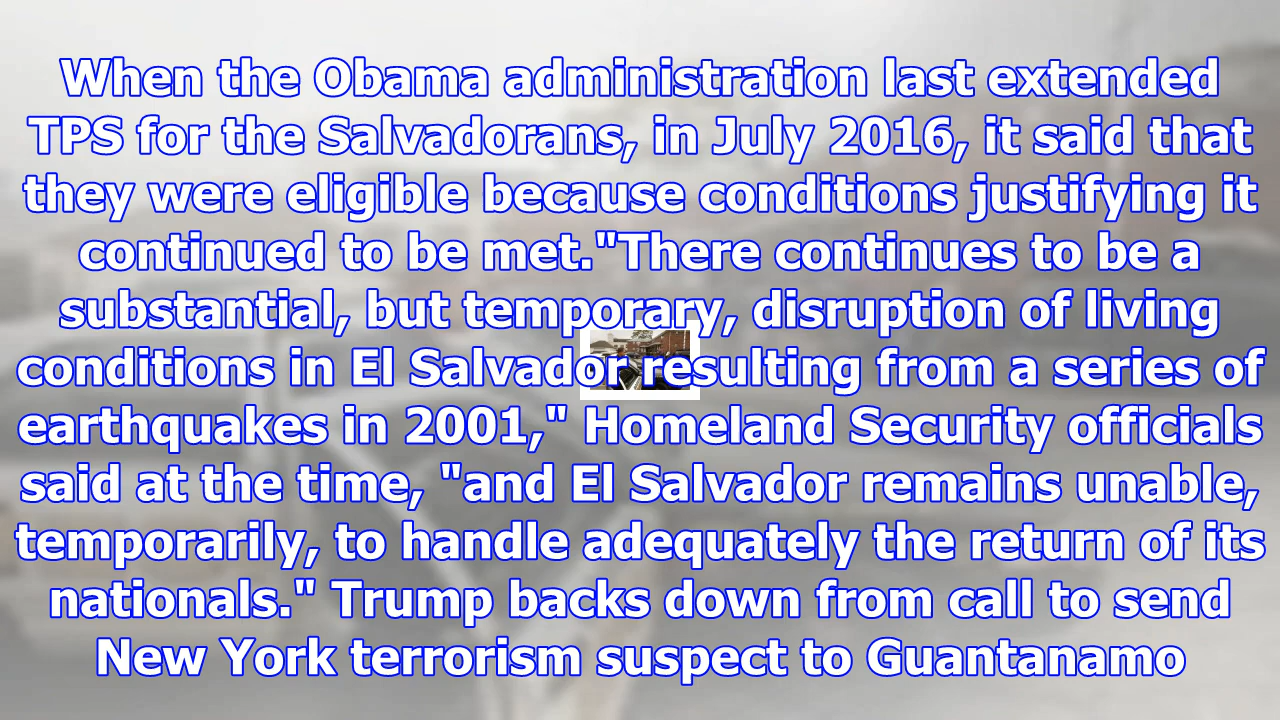 When the Obama administration last extended
TPS for the Salvadorans, in July 2016, it said that
they were eligible because conditions justifying it
continued to be met."There continues to be a
substantial, but temporary, disruption of living
conditions in El Salvador resulting from a series of
earthquakes in 2001," Homeland Security officials
said at the time, "and El Salvador remains unable,
temporarily, to handle adequately the return of its
nationals." Trump backs down from call to send
New York terrorism suspect to Guantanamo